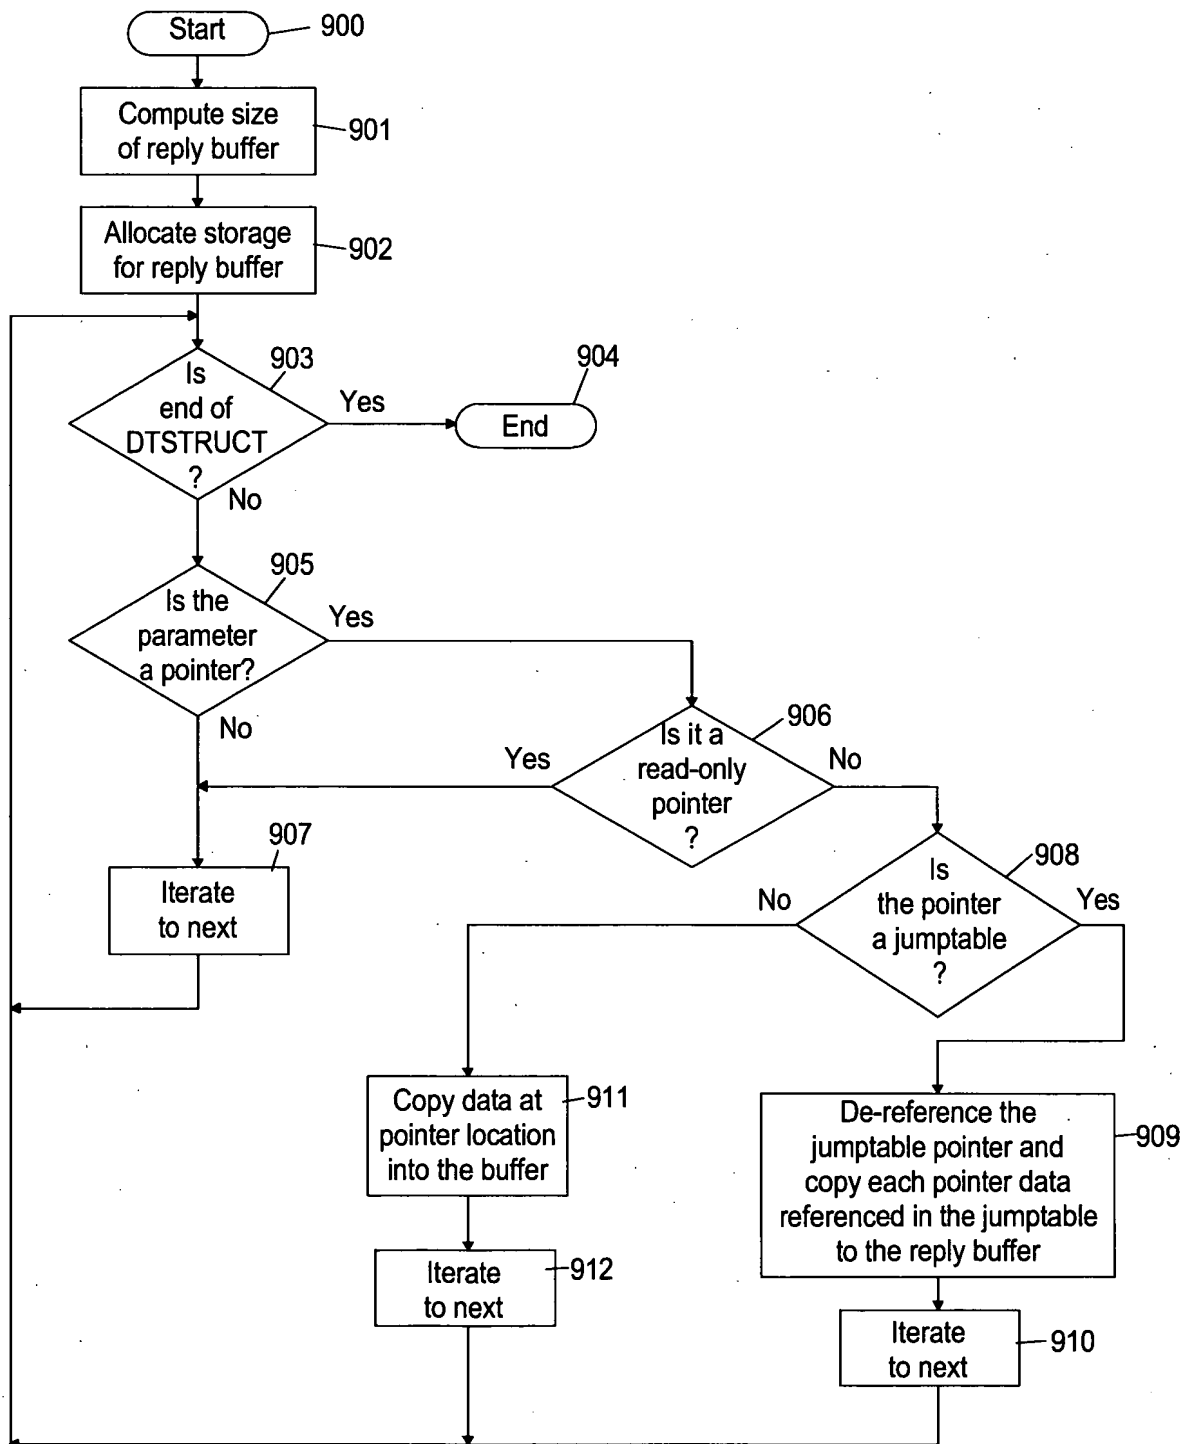 Start
900
Compute size
of reply buffer
901
Allocate storage
for reply buffer
902
Is
end of
DTSTRUCT
?
903
Yes
904
End
No
Is the
parameter
a pointer?
905
Yes
No
Is it a
read-only
pointer
?
906
Yes
No
907
Iterate
to next
Is
the pointer
a jumptable
?
908
No
Yes
Copy data at
pointer location
into the buffer
911
De-reference the
jumptable pointer and
copy each pointer data
referenced in the jumptable
to the reply buffer
909
Iterate
to next
912
Iterate
to next
910